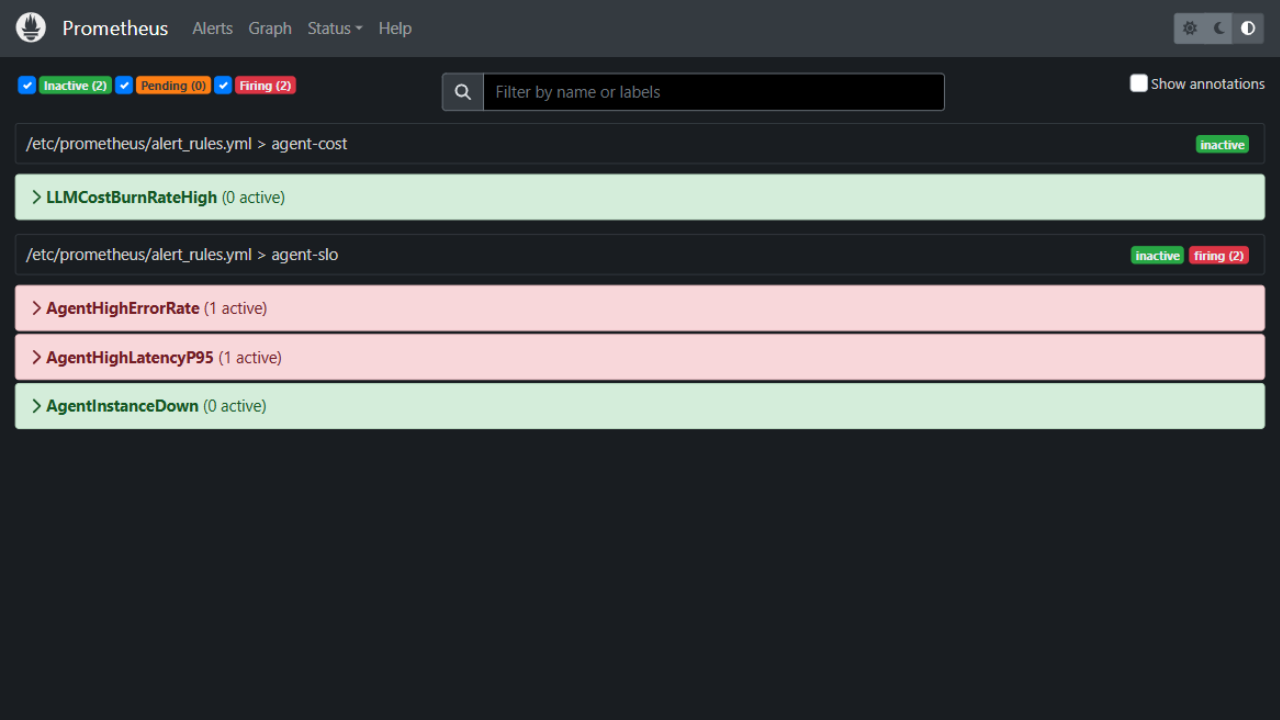 Prometheus Alerts Graph Status Help
Inactive (2) Pending (0) Firing (2) Filter by name or labels Show annotations
/etc/prometheus/alert_rules.yml > agent-cost inactive
LLMCostBurnRateHigh (0 active)
/etc/prometheus/alert_rules.yml > agent-slo inactive firing (2)
AgentHighErrorRate (1 active)
AgentHighLatencyP95 (1 active)
AgentInstanceDown (0 active)